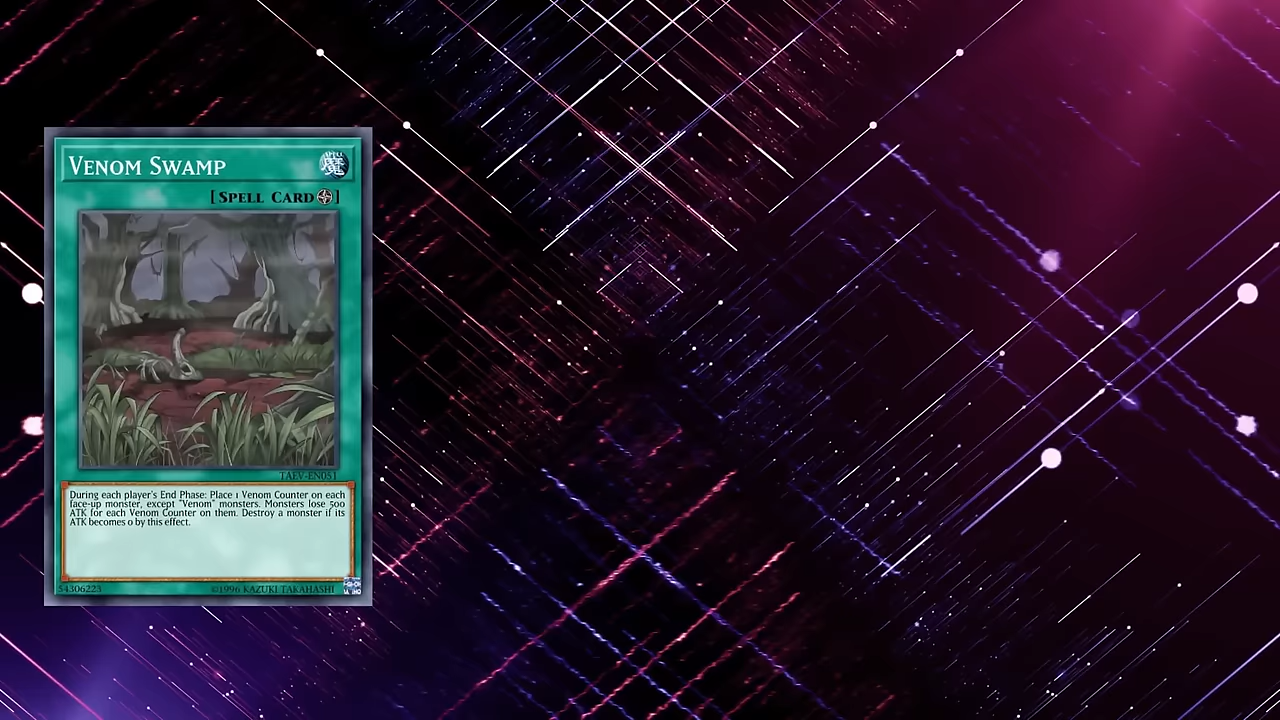 VENOM SWAMP
魔
[SPELL CARD]
TAEV-EN051
During each player's End Phase: Place 1 Venom Counter on each
face-up monster, except "Venom" monsters. Monsters lose 500
ATK for each Venom Counter on them. Destroy a monster if its
ATK becomes 0 by this effect.
54306223
©1996 KAZUKI TAKAHASHI